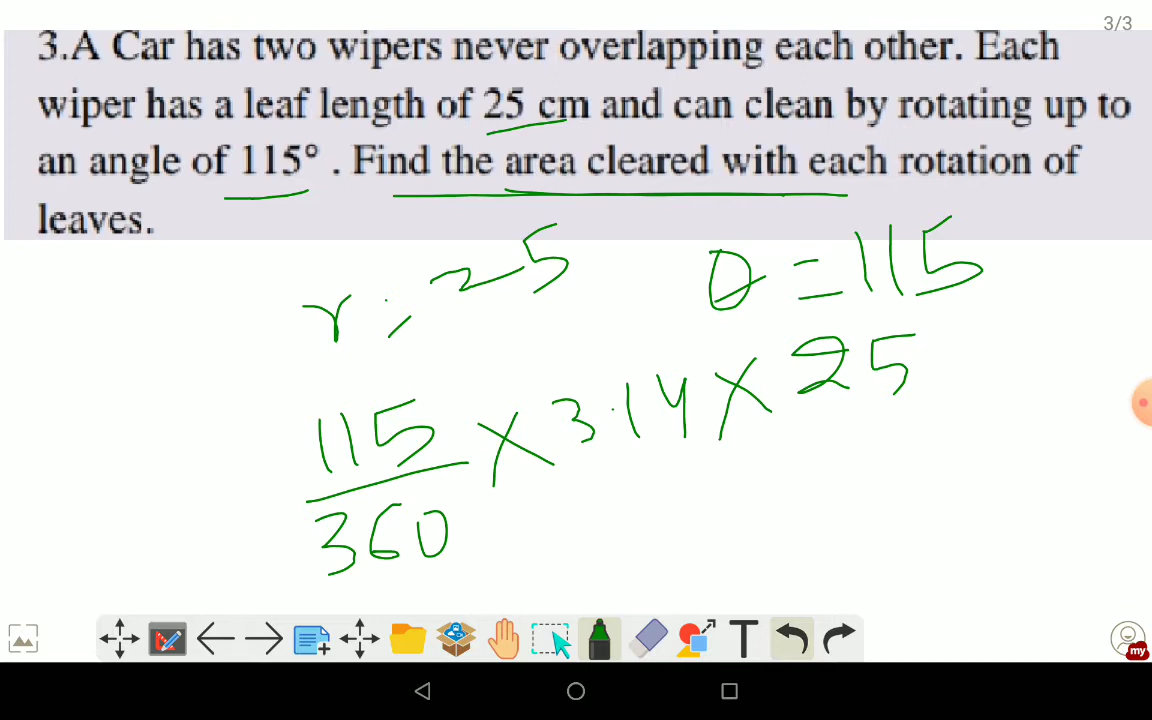 3/3
3.A Car has two wipers never overlapping each other. Each
wiper has a leaf length of 25 cm and can clean by rotating up to
an angle of 115° . Find the area cleared with each rotation of
leaves.
r = 25 θ = 115
115/360 × 3.14 × 25
T
my